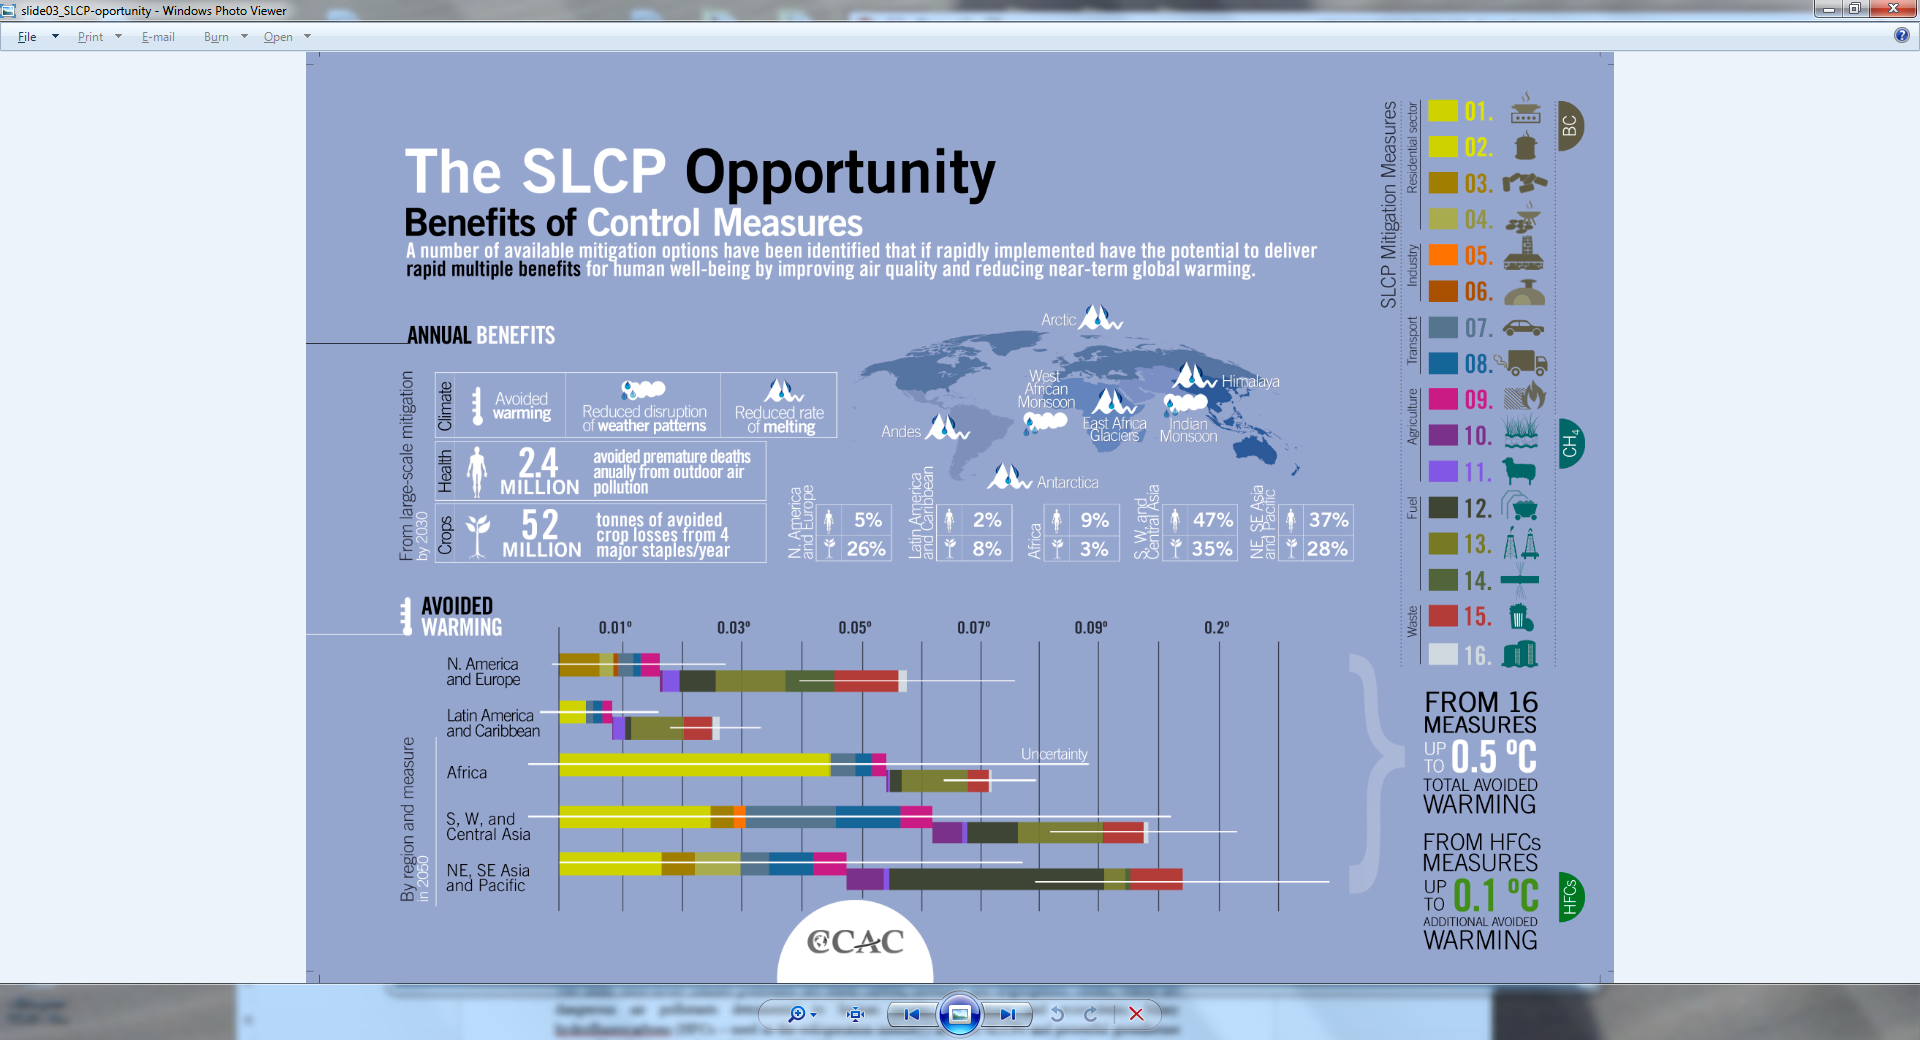 slide03_SLCP-oportunity - Windows Photo Viewer
File Print E-mail Burn Open
The SLCP Opportunity
Benefits of Control Measures
A number of available mitigation options have been identified that if rapidly implemented have the potential to deliver
rapid multiple benefits for human well-being by improving air quality and reducing near-term global warming.
ANNUAL BENEFITS
From large-scale mitigation
by 2030
Climate
Avoided
warming
Reduced disruption
of weather patterns
Reduced rate
of melting
Health
2.4
MILLION
avoided premature deaths
anually from outdoor air
pollution
Crops
52
MILLION
tonnes of avoided
crop losses from 4
major staples/year
Arctic
Himalaya
West
African
Monsoon
East Africa
Glaciers
Indian
Monsoon
Andes
Antarctica
N. America
and Europe
5%
26%
Latin America
and Caribbean
2%
8%
Africa
9%
3%
S, W, and
Central Asia
47%
35%
NE, SE Asia
and Pacific
37%
28%
AVOIDED
WARMING
0.01° 0.03° 0.05° 0.07° 0.09° 0.2°
By region and measure
in 2050
N. America
and Europe
Latin America
and Caribbean
Africa
Uncertainty
S, W, and
Central Asia
NE, SE Asia
and Pacific
CCAC
SLCP Mitigation Measures
Residential sector
01.
02.
03.
04.
Industry
05.
06.
Transport
07.
08.
Agriculture
09.
10.
11.
Fuel
12.
13.
14.
Waste
15.
16.
BC
CH4
FROM 16
MEASURES
UP
TO 0.5 ºC
TOTAL AVOIDED
WARMING
FROM HFCs
MEASURES
UP
TO 0.1 ºC
ADDITIONAL AVOIDED
WARMING
HFCs